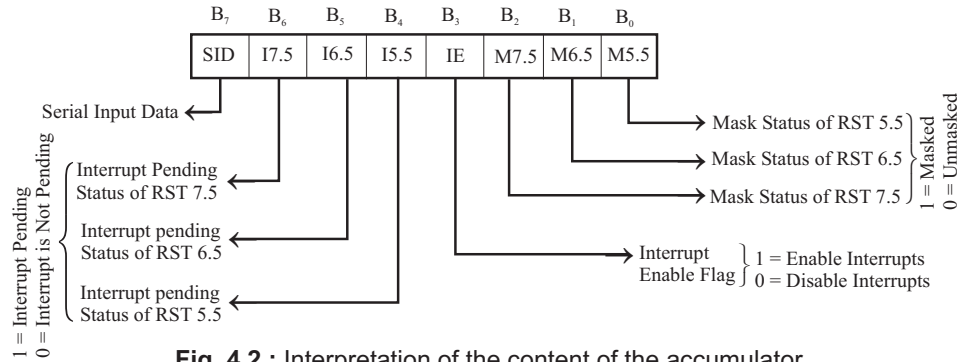 B₇ B₆ B₅ B₄ B₃ B₂ B₁ B₀
SID I7.5 I6.5 I5.5 IE M7.5 M6.5 M5.5
Serial Input Data
Mask Status of RST 5.5
Mask Status of RST 6.5
Mask Status of RST 7.5
1 = Masked
0 = Unmasked
Interrupt Pending
Status of RST 7.5
Interrupt pending
Status of RST 6.5
Interrupt pending
Status of RST 5.5
1 = Interrupt Pending
0 = Interrupt is Not Pending
Interrupt
Enable Flag
1 = Enable Interrupts
0 = Disable Interrupts
Fig. 4.2 : Interpretation of the content of the accumulator